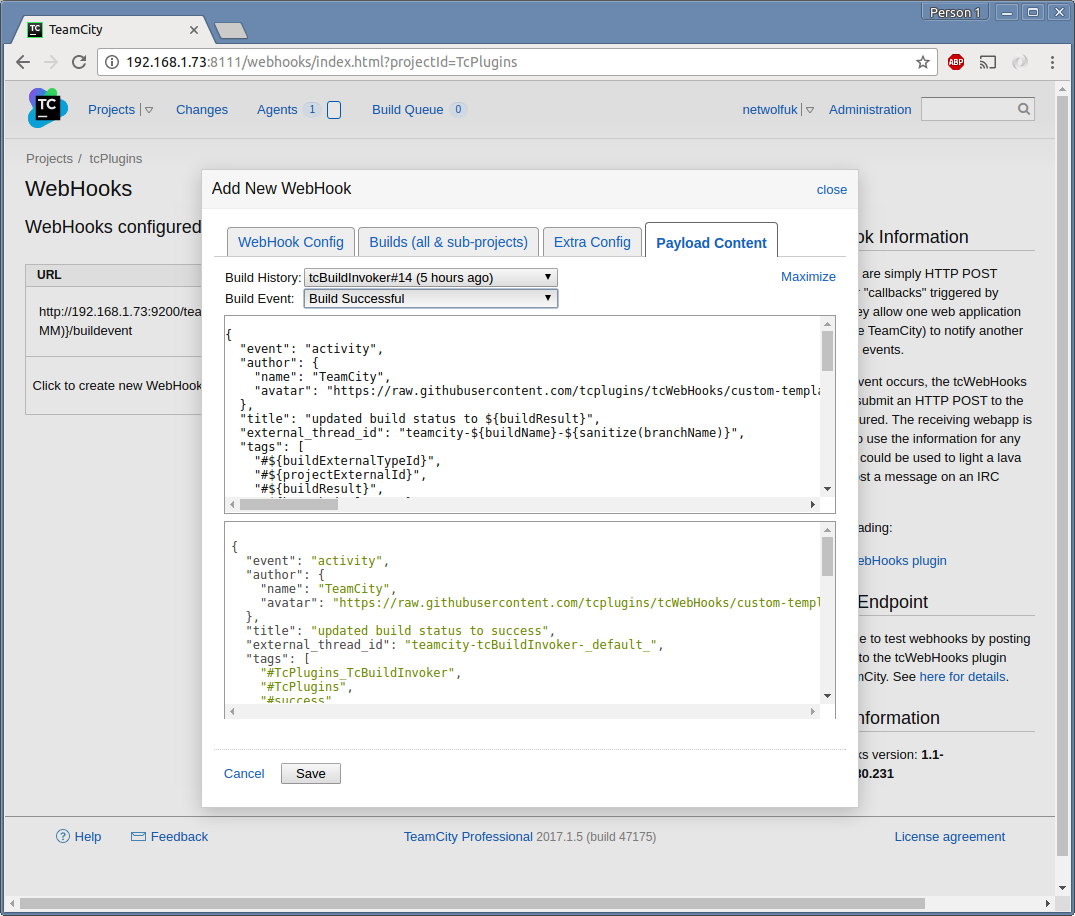 Person 1
TC TeamCity
192.168.1.73:8111/webhooks/index.html?projectId=TcPlugins
ABP
TC Projects Changes Agents 1 Build Queue 0 netwolfuk Administration
Projects / tcPlugins
WebHooks
WebHooks configured
URL
http://192.168.1.73:9200/tea
MM)}/buildevent
Click to create new WebHook
Add New WebHook close
WebHook Config Builds (all & sub-projects) Extra Config Payload Content
Build History: tcBuildInvoker#14 (5 hours ago) Maximize
Build Event: Build Successful
{
"event": "activity",
"author": {
"name": "TeamCity",
"avatar": "https://raw.githubusercontent.com/tcplugins/tcWebHooks/custom-templa
},
"title": "updated build status to ${buildResult}",
"external_thread_id": "teamcity-${buildName}-${sanitize(branchName)}",
"tags": [
"#${buildExternalTypeId}",
"#${projectExternalId}",
"#${buildResult}",
{
"event": "activity",
"author": {
"name": "TeamCity",
"avatar": "https://raw.githubusercontent.com/tcplugins/tcWebHooks/custom-templ
},
"title": "updated build status to success",
"external_thread_id": "teamcity-tcBuildInvoker-_default_",
"tags": [
"#TcPlugins_TcBuildInvoker",
"#TcPlugins",
"#success"
Cancel Save
ok Information
are simply HTTP POST
"callbacks" triggered by
ey allow one web application
e TeamCity) to notify another
events.
vent occurs, the tcWebHooks
submit an HTTP POST to the
ured. The receiving webapp is
o use the information for any
could be used to light a lava
ost a message on an IRC
ading:
ebHooks plugin
Endpoint
e to test webhooks by posting
to the tcWebHooks plugin
mCity. See here for details.
nformation
ks version: 1.1-
30.231
Help Feedback TeamCity Professional 2017.1.5 (build 47175) License agreement